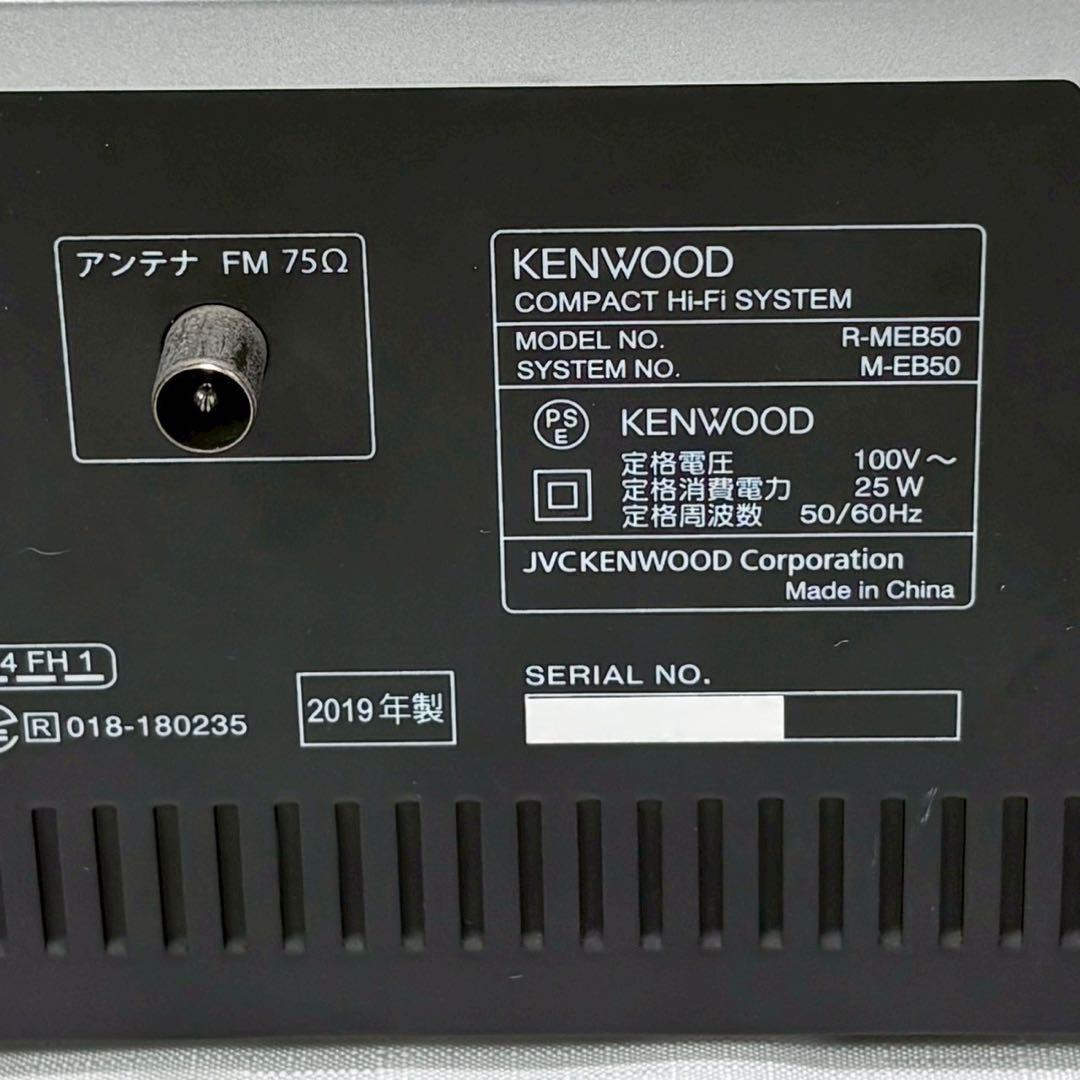 アンテナ FM 75Ω
KENWOOD
COMPACT Hi-Fi SYSTEM
MODEL NO. R-MEB50
SYSTEM NO. M-EB50
PS E KENWOOD
定格電圧 100V～
定格消費電力 25 W
定格周波数 50/60Hz
JVCKENWOOD Corporation
Made in China
4 FH 1
R 018-180235
2019年製
SERIAL NO.